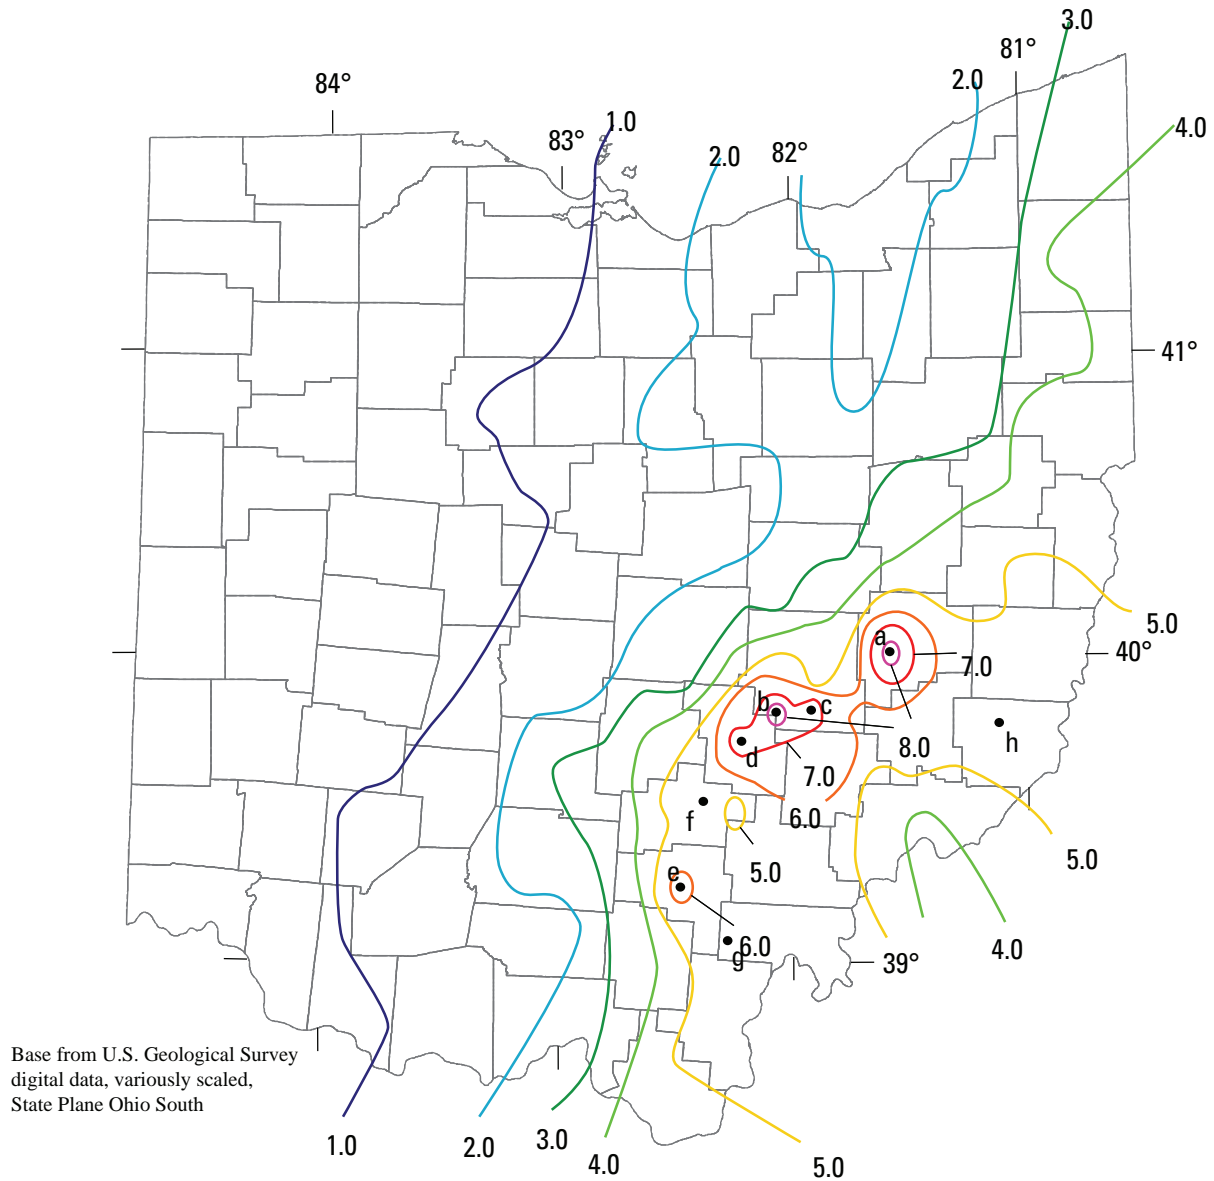 3.0
81°
2.0
84°
1.0
4.0
83°
2.0
82°
41°
5.0
a
40°
7.0
b
c
h
8.0
d
7.0
f
6.0
5.0
5.0
e
6.0
g
39°
4.0
Base from U.S. Geological Survey
digital data, variously scaled,
State Plane Ohio South
1.0
2.0
3.0
4.0
5.0